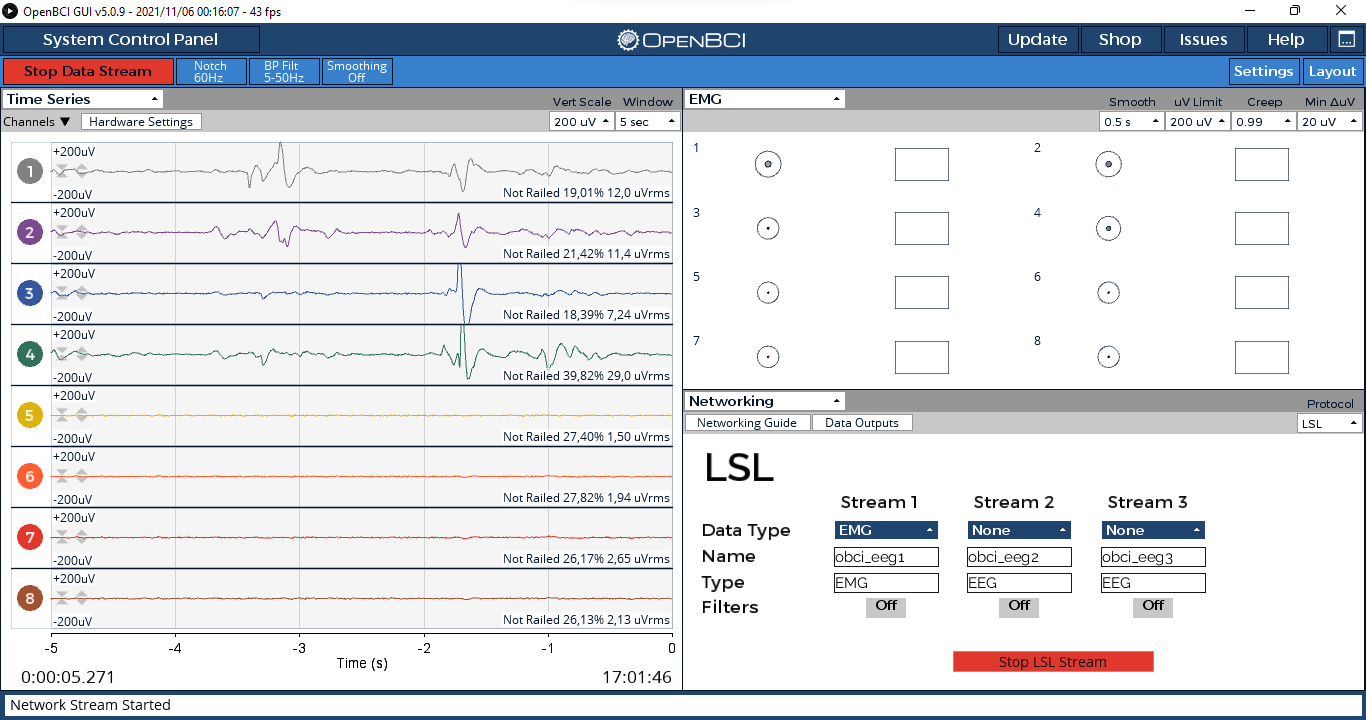 OpenBCI GUI v5.0.9 - 2021/11/06 00:16:07 - 43 fps
System Control Panel
OPENBCI
Update Shop Issues Help
Stop Data Stream
Notch
60Hz
BP Filt
5-50Hz
Smoothing
Off
Settings Layout
Time Series
Vert Scale Window
Channels Hardware Settings 200 uV 5 sec
1 +200uV
-200uV Not Railed 19,01% 12,0 uVrms
2 +200uV
-200uV Not Railed 21,42% 11,4 uVrms
3 +200uV
-200uV Not Railed 18,39% 7,24 uVrms
4 +200uV
-200uV Not Railed 39,82% 29,0 uVrms
5 +200uV
-200uV Not Railed 27,40% 1,50 uVrms
6 +200uV
-200uV Not Railed 27,82% 1,94 uVrms
7 +200uV
-200uV Not Railed 26,17% 2,65 uVrms
8 +200uV
-200uV Not Railed 26,13% 2,13 uVrms
-5 -4 -3 -2 -1 0
Time (s)
0:00:05.271 17:01:46
EMG
Smooth uV Limit Creep Min ΔuV
0.5 s 200 uV 0.99 20 uV
1 2
3 4
5 6
7 8
Networking
Protocol
Networking Guide Data Outputs LSL
LSL
Stream 1 Stream 2 Stream 3
Data Type EMG None None
Name obci_eeg1 obci_eeg2 obci_eeg3
Type EMG EEG EEG
Filters Off Off Off
Stop LSL Stream
Network Stream Started